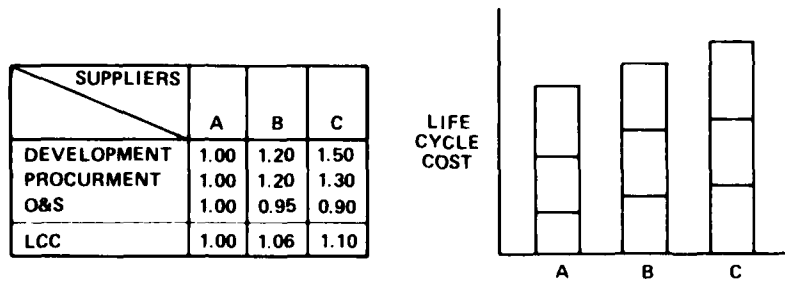 SUPPLIERS
A B C
DEVELOPMENT 1.00 1.20 1.50
PROCURMENT 1.00 1.20 1.30
O&S 1.00 0.95 0.90
LCC 1.00 1.06 1.10
LIFE
CYCLE
COST
A B C